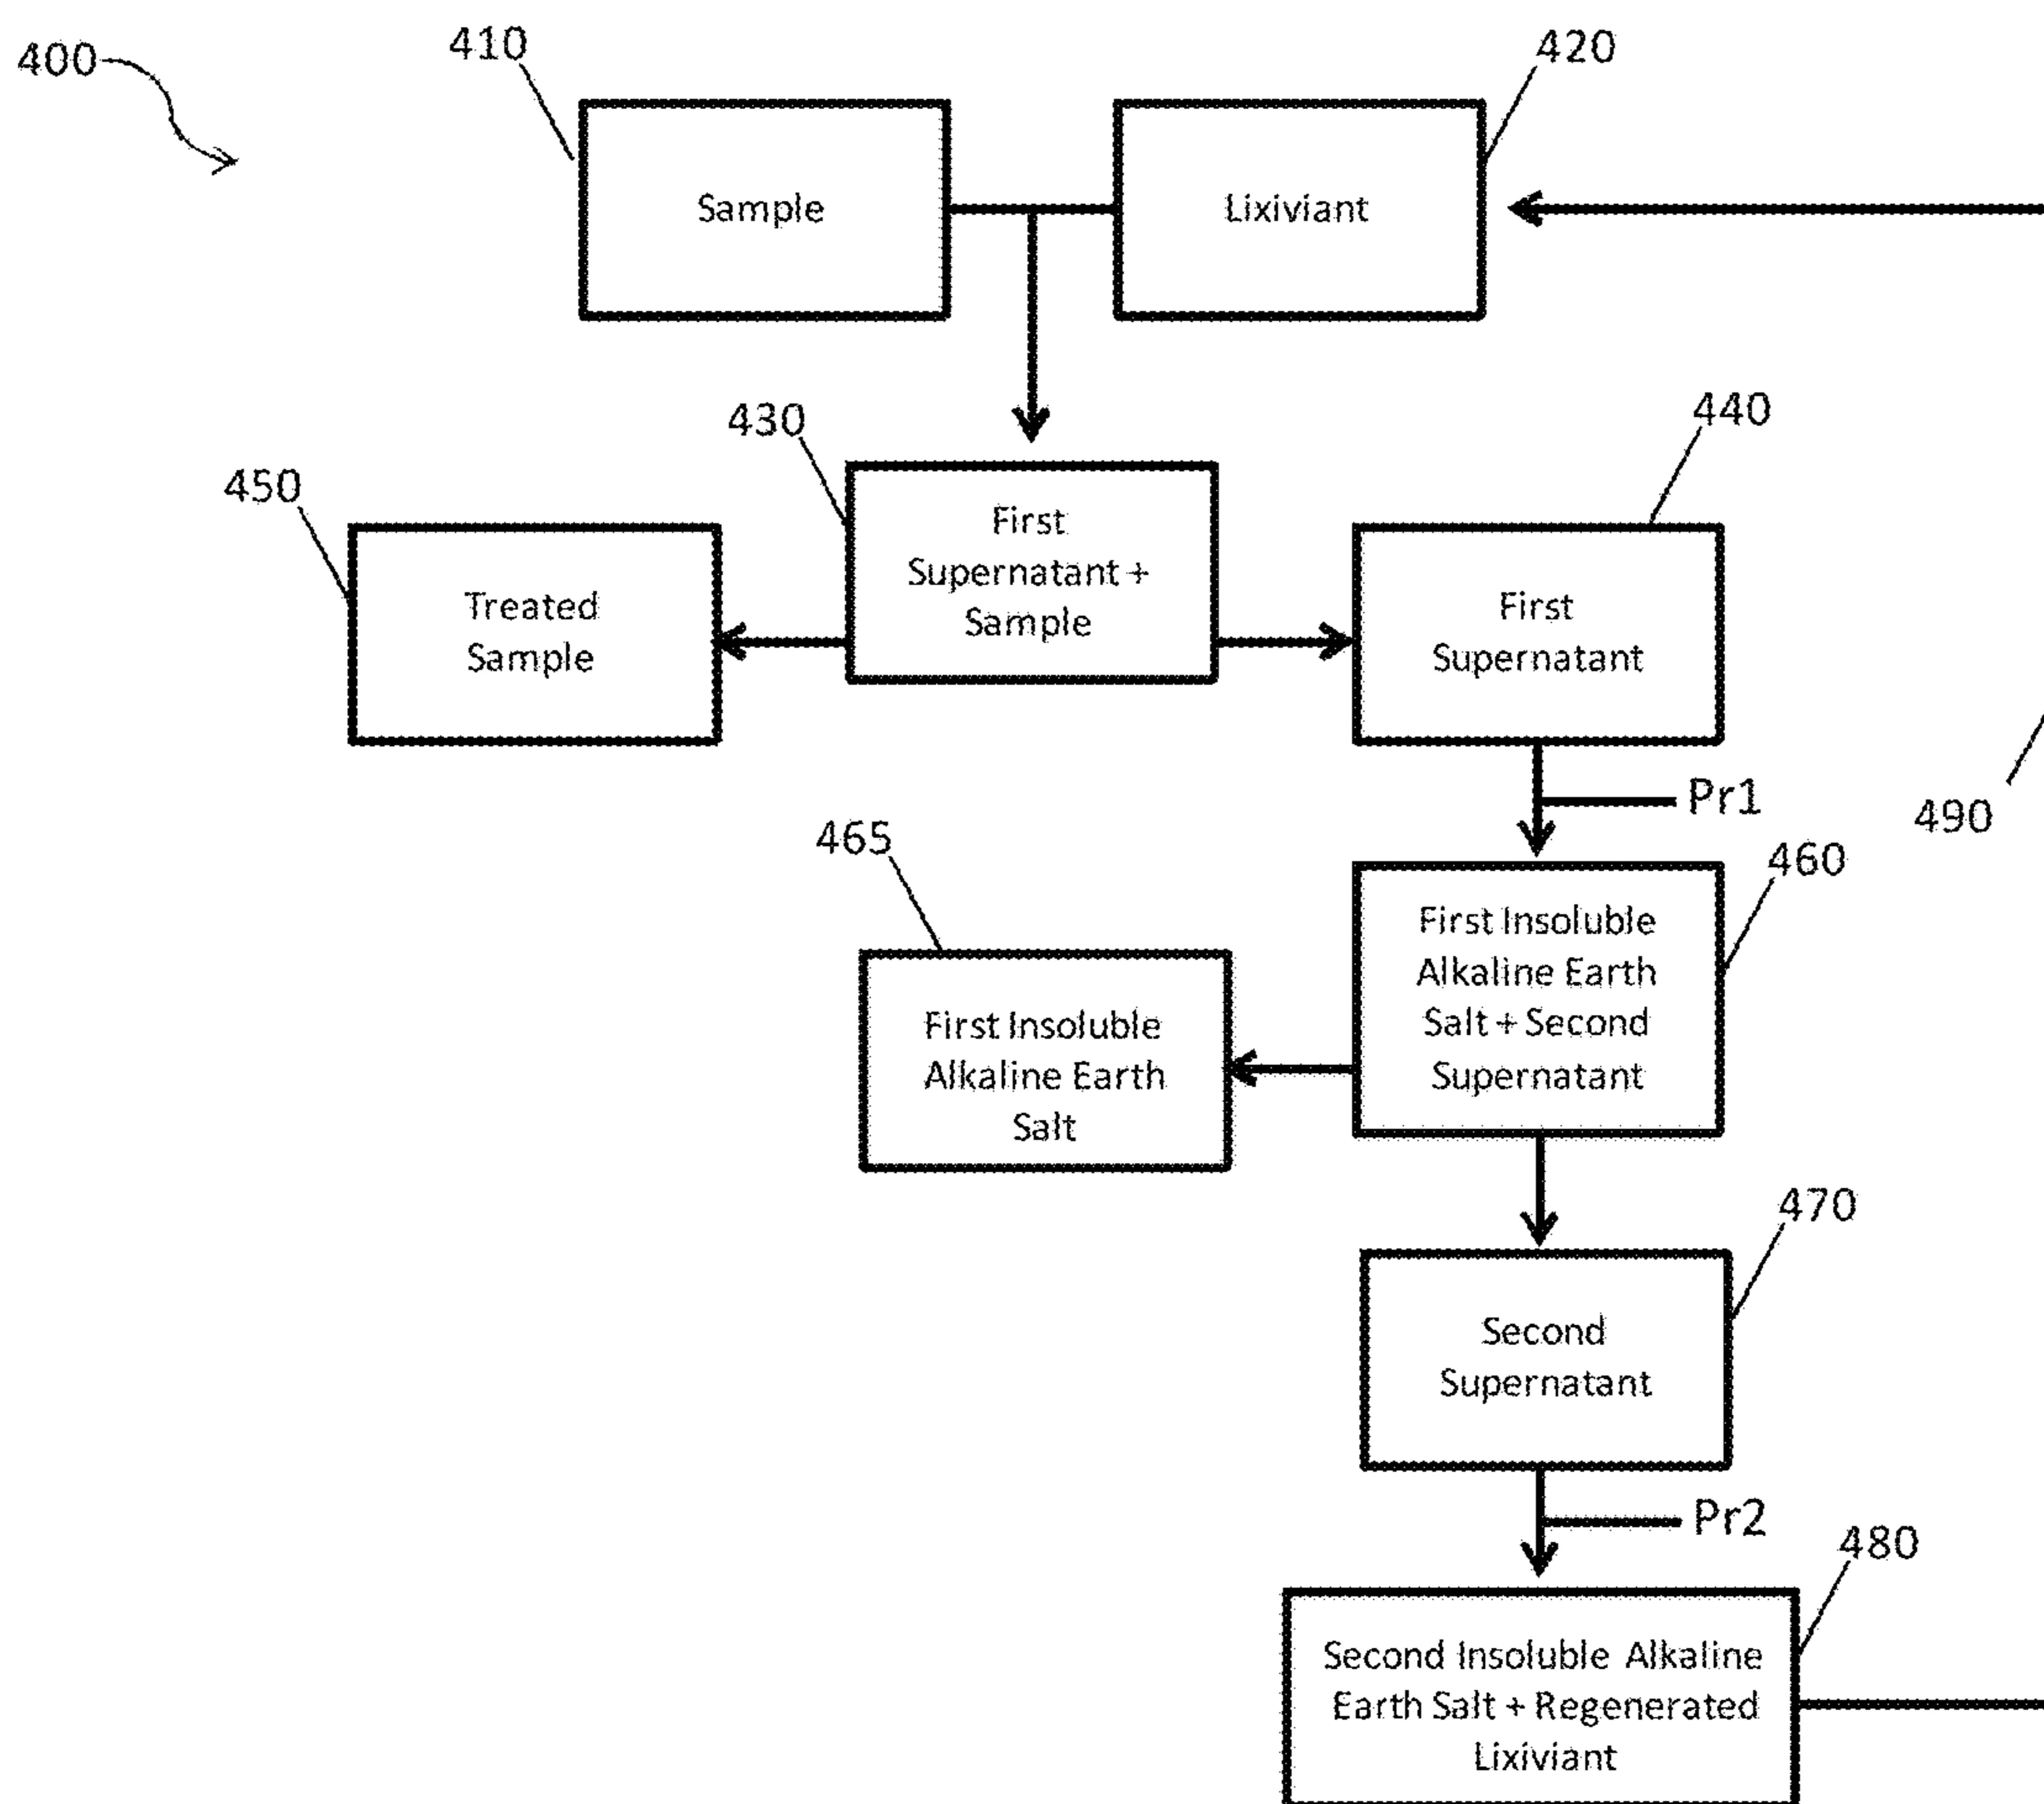 400
410
420
Sample
Lixiviant
430
440
450
First
Supernatant +
Sample
Treated
Sample
First
Supernatant
Pr1
490
460
465
First Insoluble
Alkaline Earth
Salt + Second
Supernatant
First Insoluble
Alkaline Earth
Salt
470
Second
Supernatant
Pr2
480
Second Insoluble Alkaline
Earth Salt + Regenerated
Lixiviant